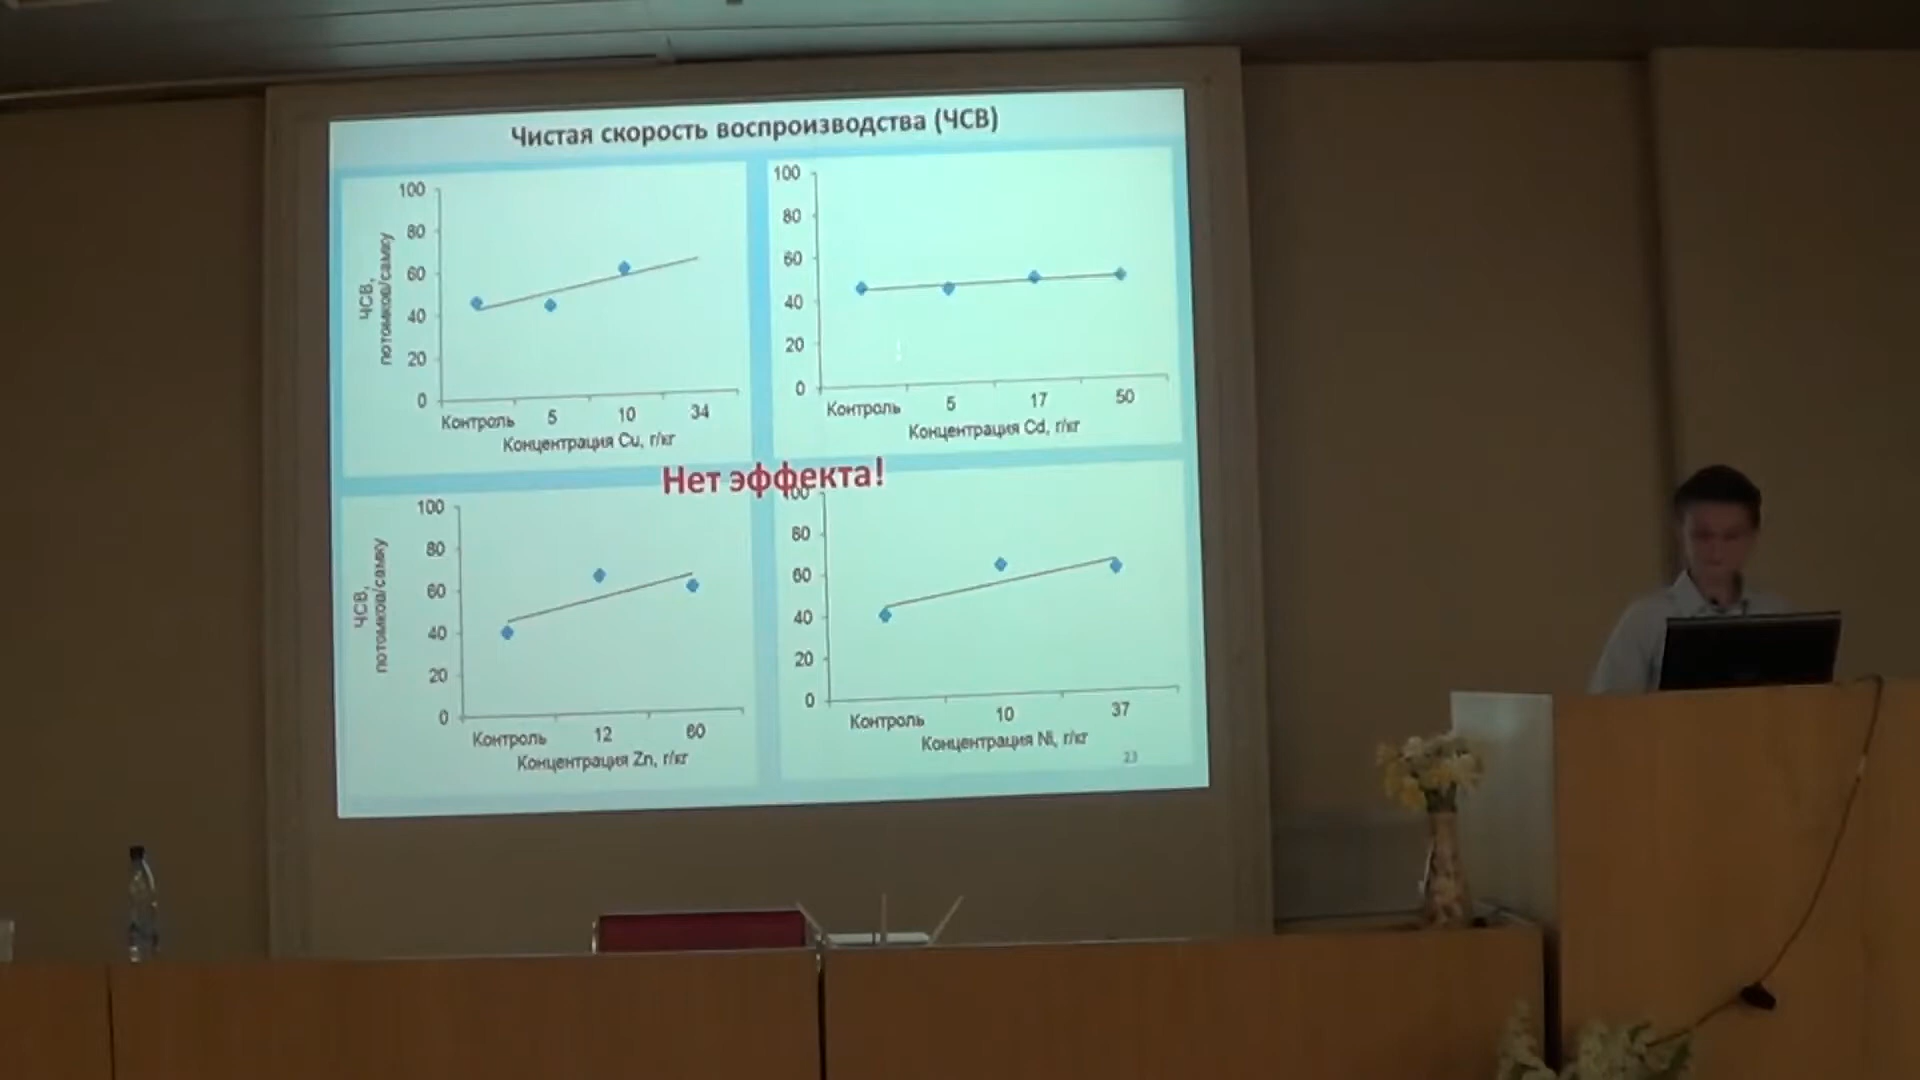 Чистая скорость воспроизводства (ЧСВ)
100
80
60
40
20
0
ЧСВ,
потомков/самку
Контроль 5 10 34
Концентрация Cu, г/кг
100
80
60
40
20
0
Контроль 5 17 50
Концентрация Cd, г/кг
Нет эффекта!
100
80
60
40
20
0
ЧСВ,
потомков/самку
Контроль 12 60
Концентрация Zn, г/кг
100
80
60
40
20
0
Контроль 10 37
Концентрация Ni, г/кг
23